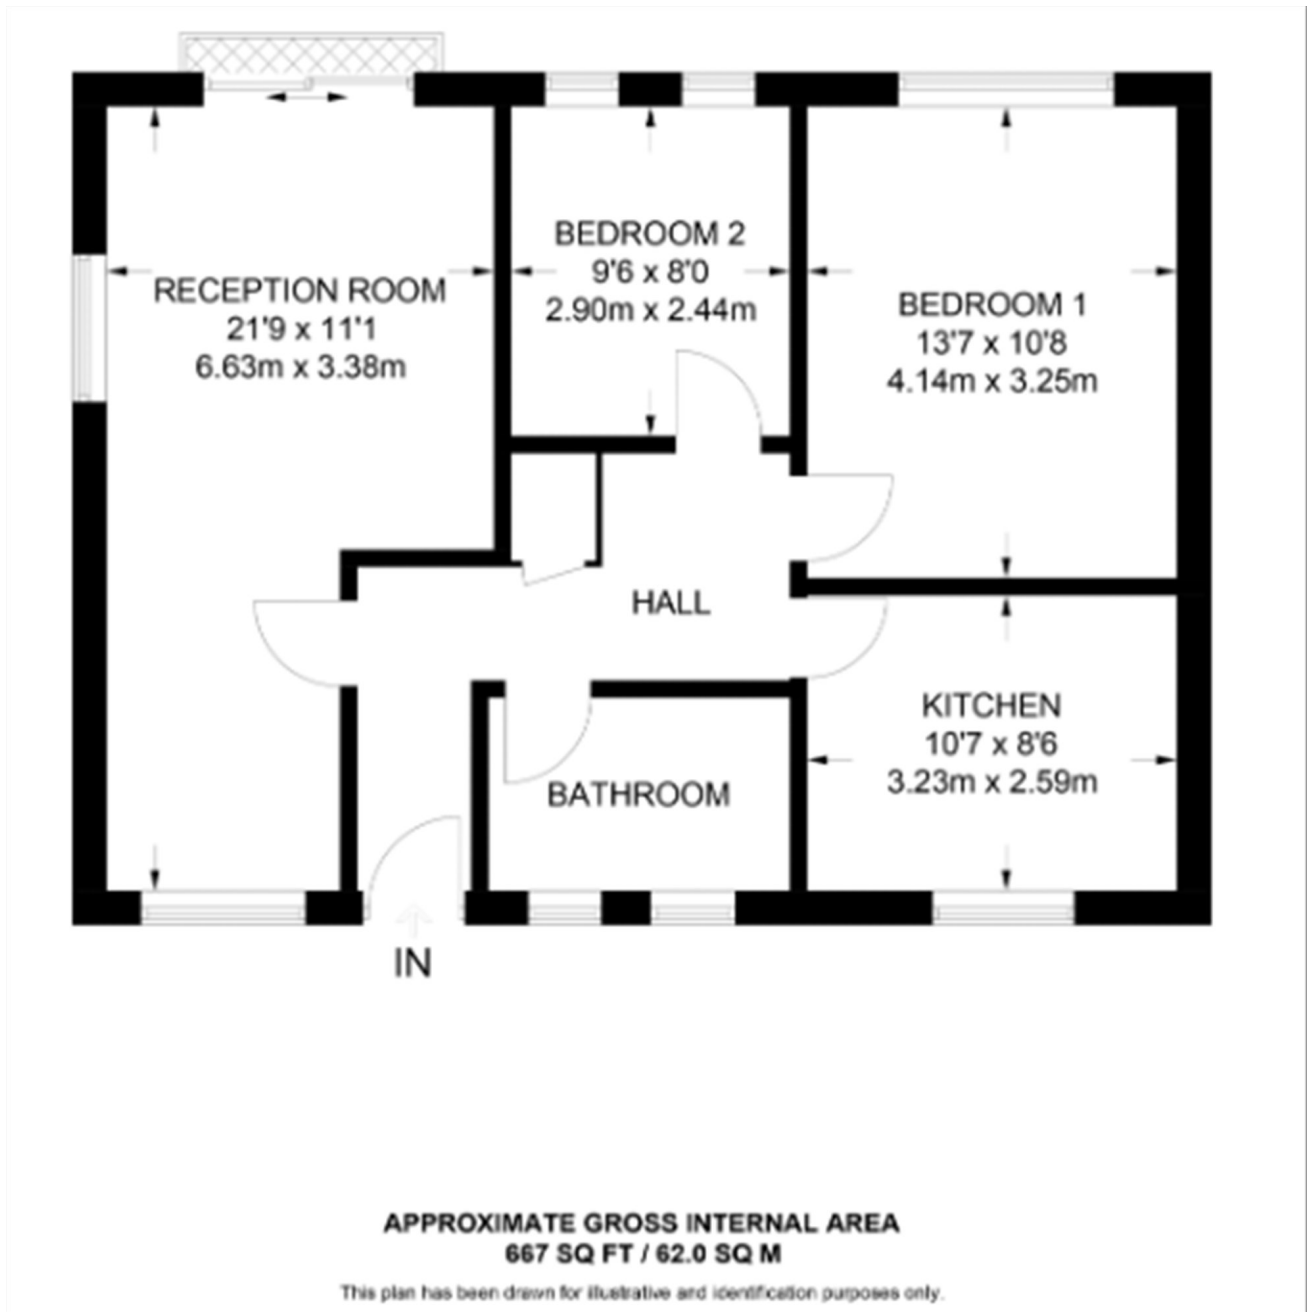 BEDROOM 2
9'6 x 8'0
2.90m x 2.44m
RECEPTION ROOM
21'9 x 11'1
6.63m x 3.38m
BEDROOM 1
13'7 x 10'8
4.14m x 3.25m
HALL
KITCHEN
10'7 x 8'6
3.23m x 2.59m
BATHROOM
IN
APPROXIMATE GROSS INTERNAL AREA
667 SQ FT / 62.0 SQ M
This plan has been drawn for illustrative and identification purposes only.